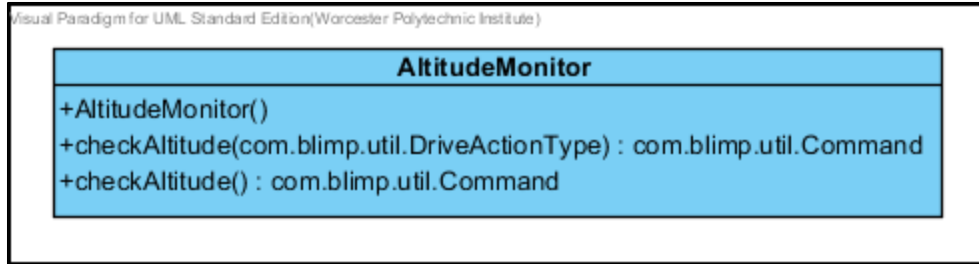 Visual Paradigm for UML Standard Edition(Worcester Polytechnic Institute)
AltitudeMonitor
+AltitudeMonitor()
+checkAltitude(com.blimp.util.DriveActionType) : com.blimp.util.Command
+checkAltitude() : com.blimp.util.Command